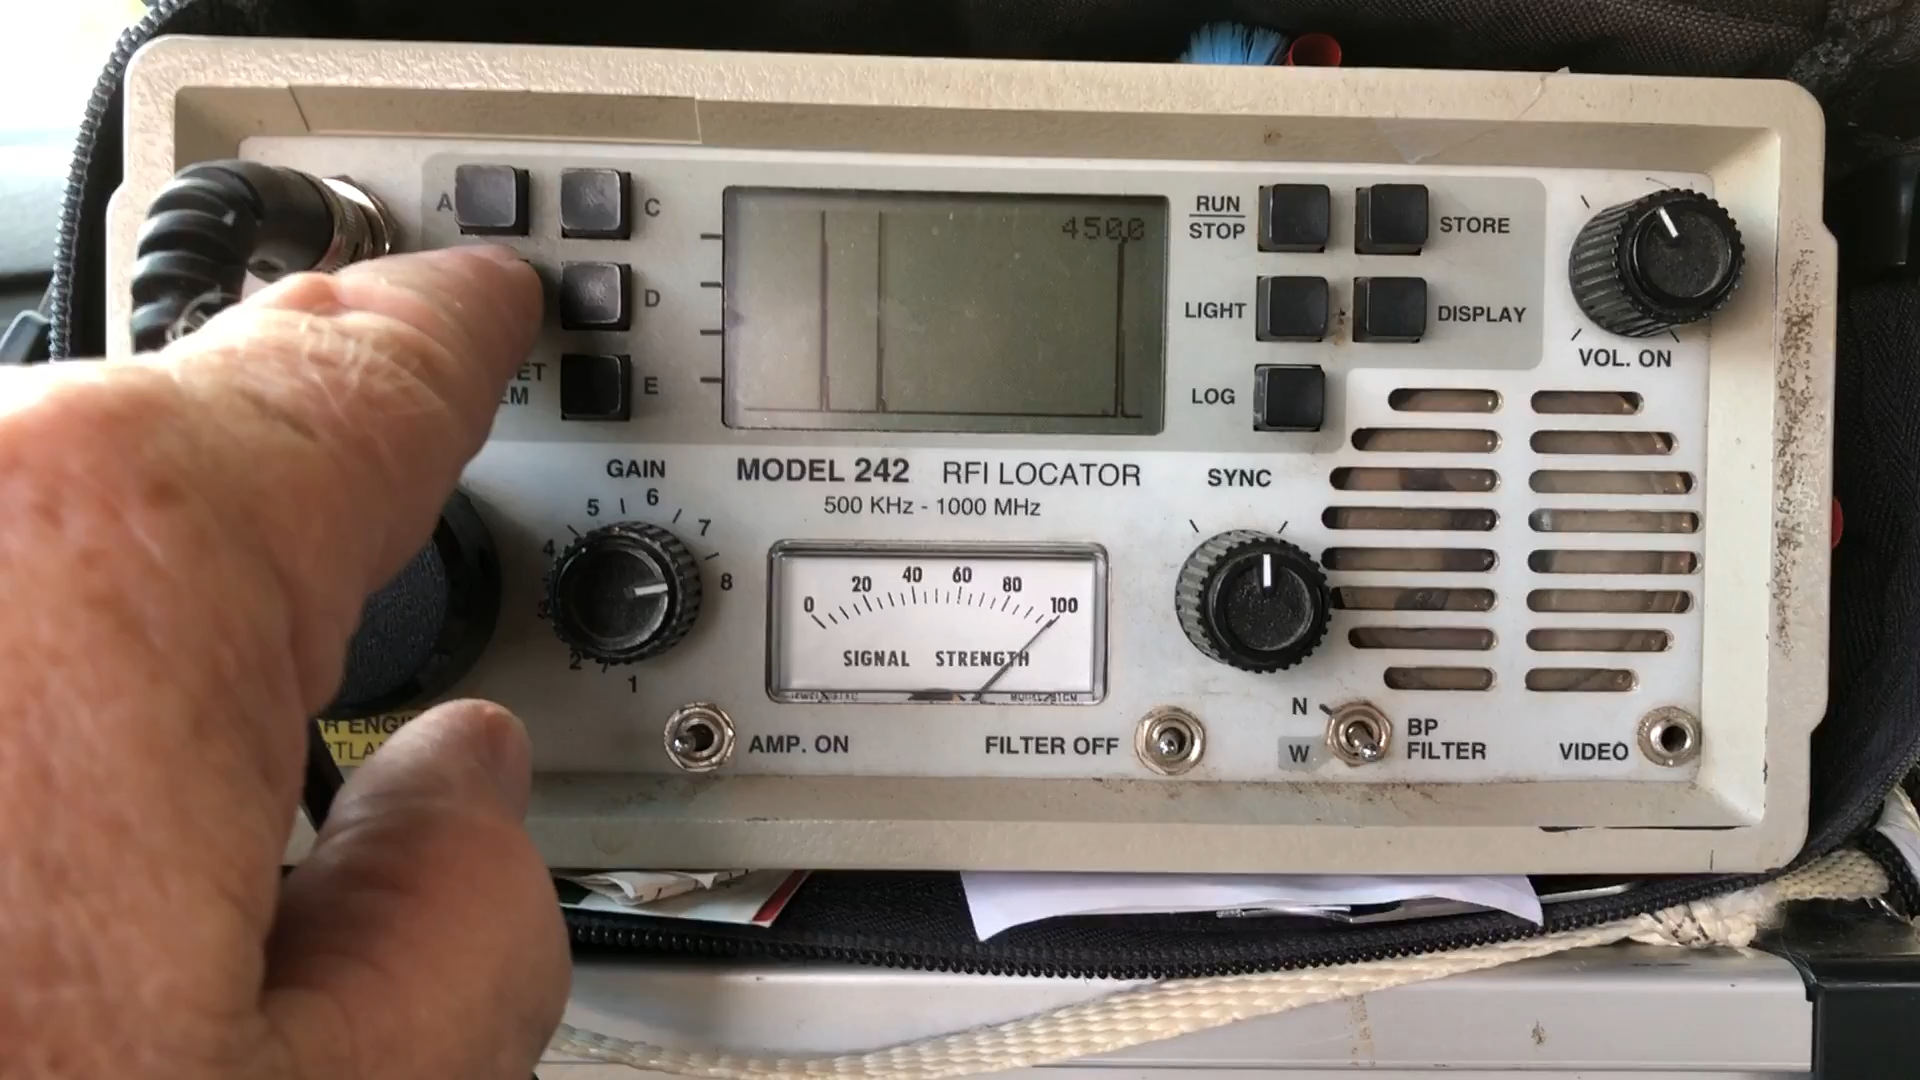 A
C
4500
RUN
STOP
STORE
D
LIGHT
DISPLAY
E
LOG
VOL. ON
GAIN
MODEL 242 RFI LOCATOR
500 KHz - 1000 MHz
SYNC
1 2 3 4 5 6 7 8
0 20 40 60 80 100
SIGNAL STRENGTH
AMP. ON
FILTER OFF
N
W
BP
FILTER
VIDEO